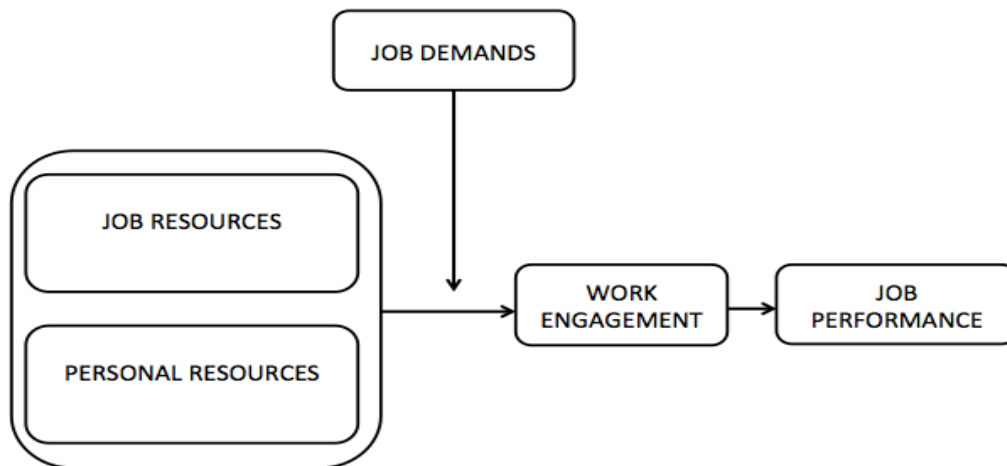 JOB DEMANDS
JOB RESOURCES
PERSONAL RESOURCES
WORK
ENGAGEMENT
JOB
PERFORMANCE